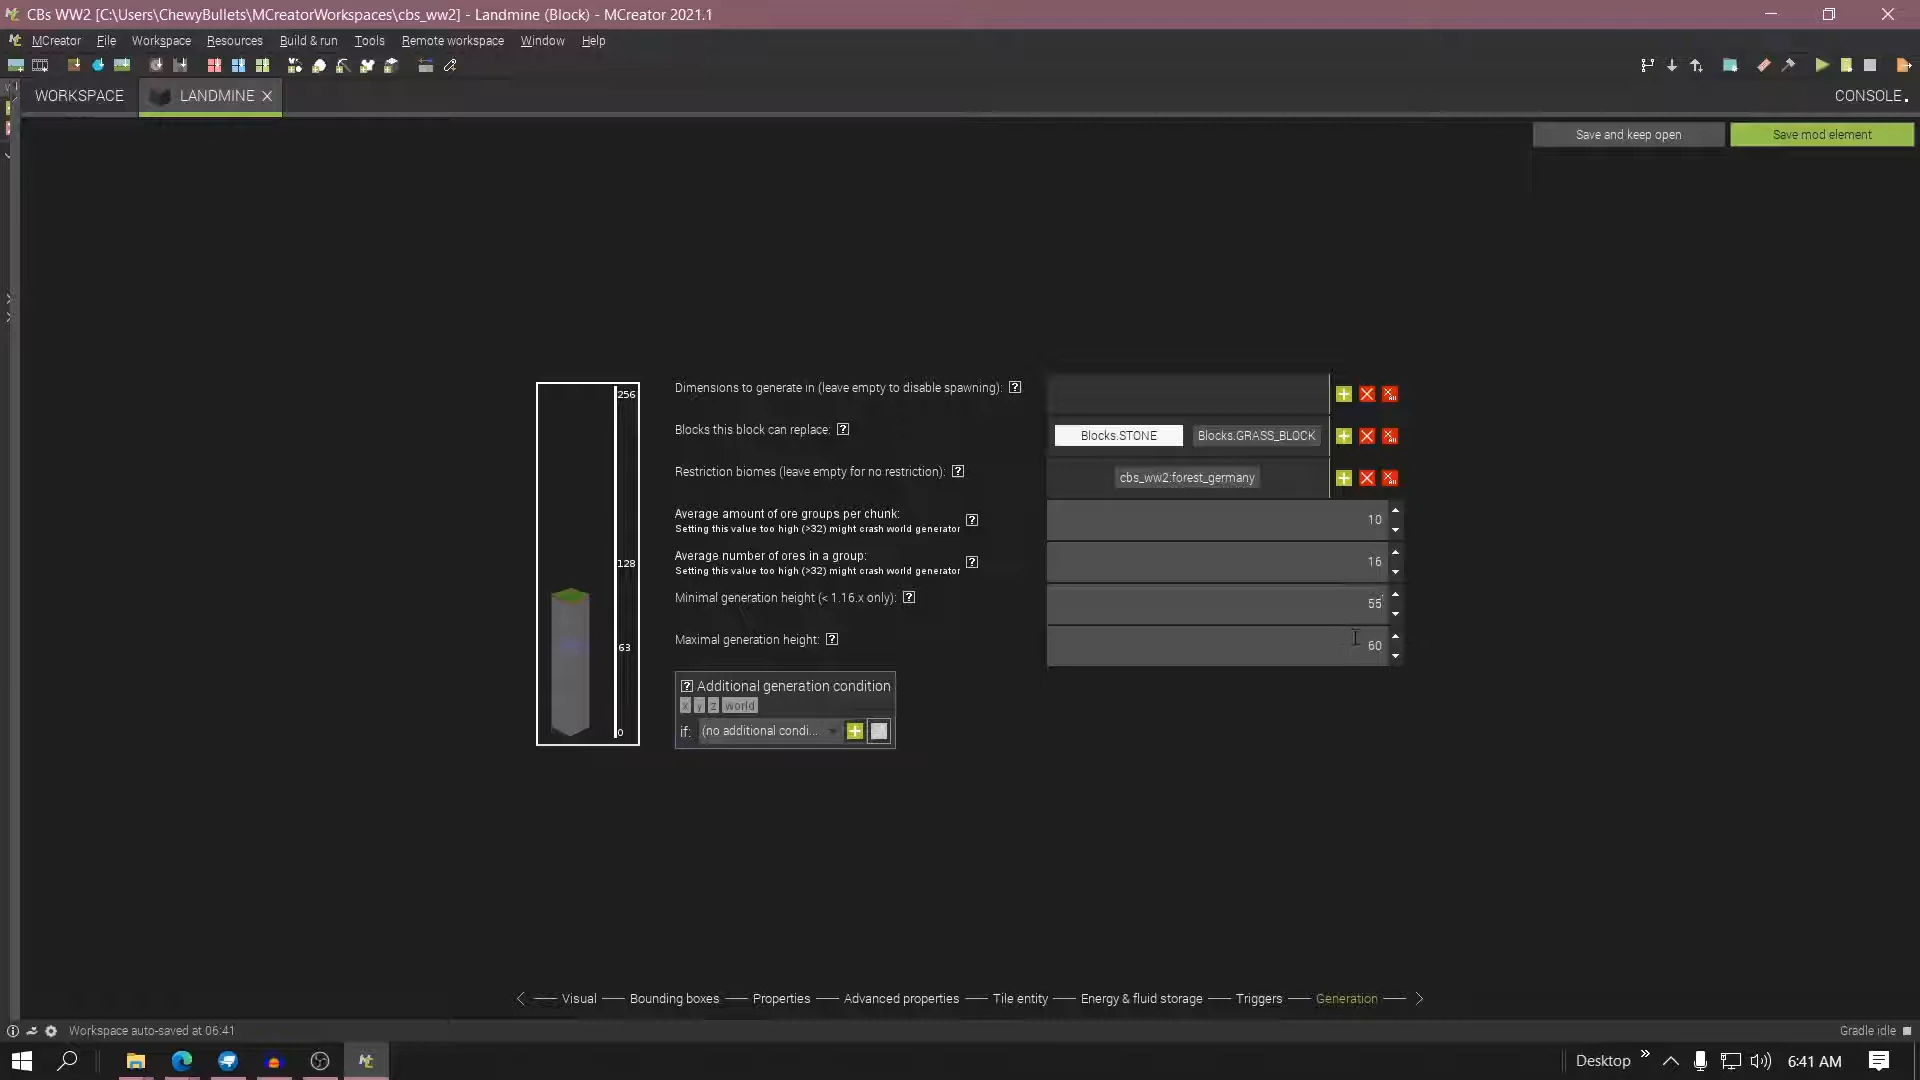 CBs WW2 [C:\Users\ChewyBullets\MCreatorWorkspaces\cbs_ww2] - Landmine (Block) - MCreator 2021.1
MCreator File Workspace Resources Build & run Tools Remote workspace Window Help
WORKSPACE LANDMINE CONSOLE
Save and keep open Save mod element
256
128
63
0
Dimensions to generate in (leave empty to disable spawning): ?
Blocks this block can replace: ? Blocks.STONE Blocks.GRASS_BLOCK
Restriction biomes (leave empty for no restriction): ? cbs_ww2:forest_germany
Average amount of ore groups per chunk:
Setting this value too high (>32) might crash world generator ? 10
Average number of ores in a group:
Setting this value too high (>32) might crash world generator ? 16
Minimal generation height (< 1.16.x only): ? 55
Maximal generation height: ? 60
? Additional generation condition
x y z world
if: (no additional condi...
Visual Bounding boxes Properties Advanced properties Tile entity Energy & fluid storage Triggers Generation
Workspace auto-saved at 06:41 Gradle idle
Desktop 6:41 AM